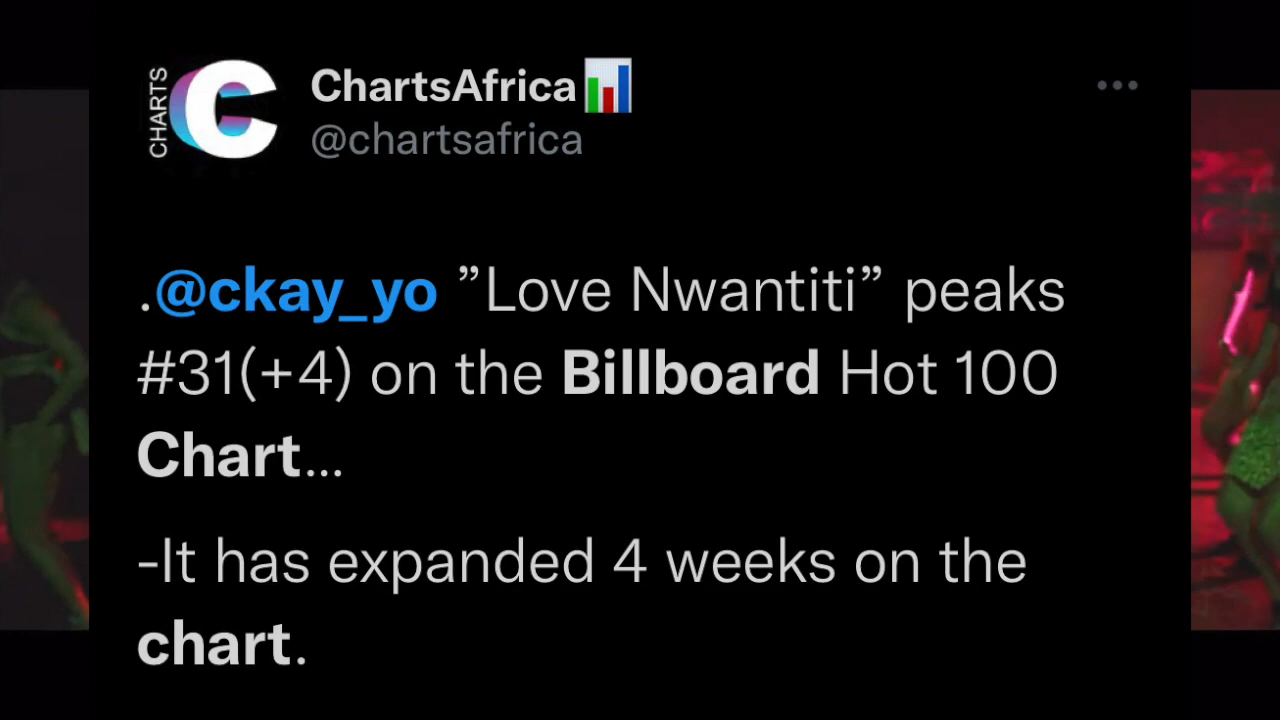 CHARTS
C
ChartsAfrica📊
@chartsafrica
.@ckay_yo ”Love Nwantiti” peaks
#31(+4) on the Billboard Hot 100
Chart...
-It has expanded 4 weeks on the
chart.